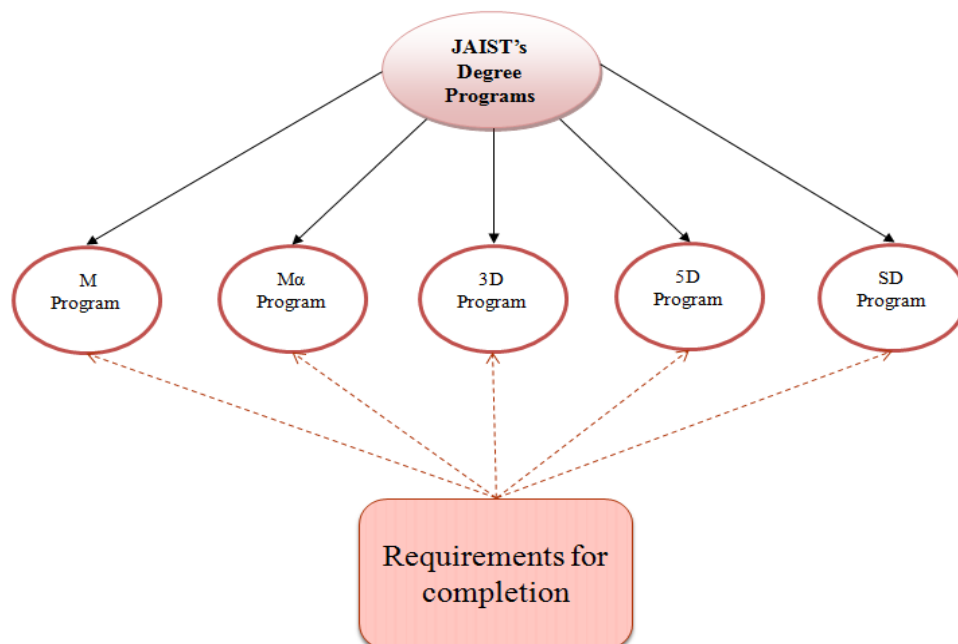 JAIST's
Degree
Programs
M
Program
Mα
Program
3D
Program
5D
Program
SD
Program
Requirements for
completion